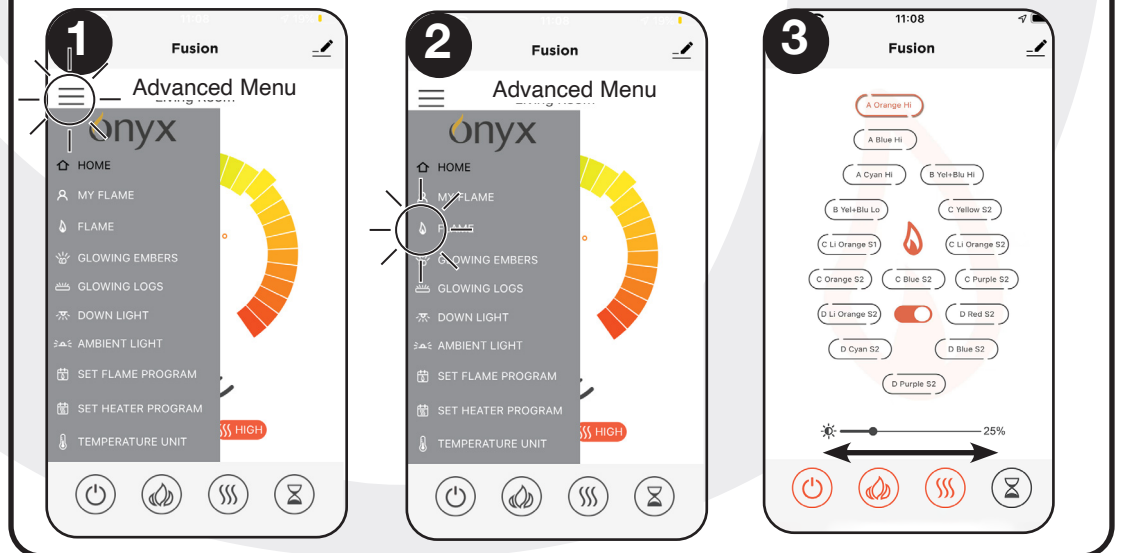 1
11:08
Fusion
Advanced Menu
Living Room
onyx
HOME
MY FLAME
FLAME
GLOWING EMBERS
GLOWING LOGS
DOWN LIGHT
AMBIENT LIGHT
SET FLAME PROGRAM
SET HEATER PROGRAM
TEMPERATURE UNIT
HIGH
2
11:08
Fusion
Advanced Menu
Living Room
onyx
HOME
MY FLAME
FLAME
GLOWING EMBERS
GLOWING LOGS
DOWN LIGHT
AMBIENT LIGHT
SET FLAME PROGRAM
SET HEATER PROGRAM
TEMPERATURE UNIT
HIGH
3
11:08
Fusion
A Orange Hi
A Blue Hi
A Cyan Hi B Yel+Blu Hi
B Yel+Blu Lo C Yellow S2
C Li Orange S1 C Li Orange S2
C Orange S2 C Blue S2 C Purple S2
D Li Orange S2 D Red S2
D Cyan S2 D Blue S2
D Purple S2
25%